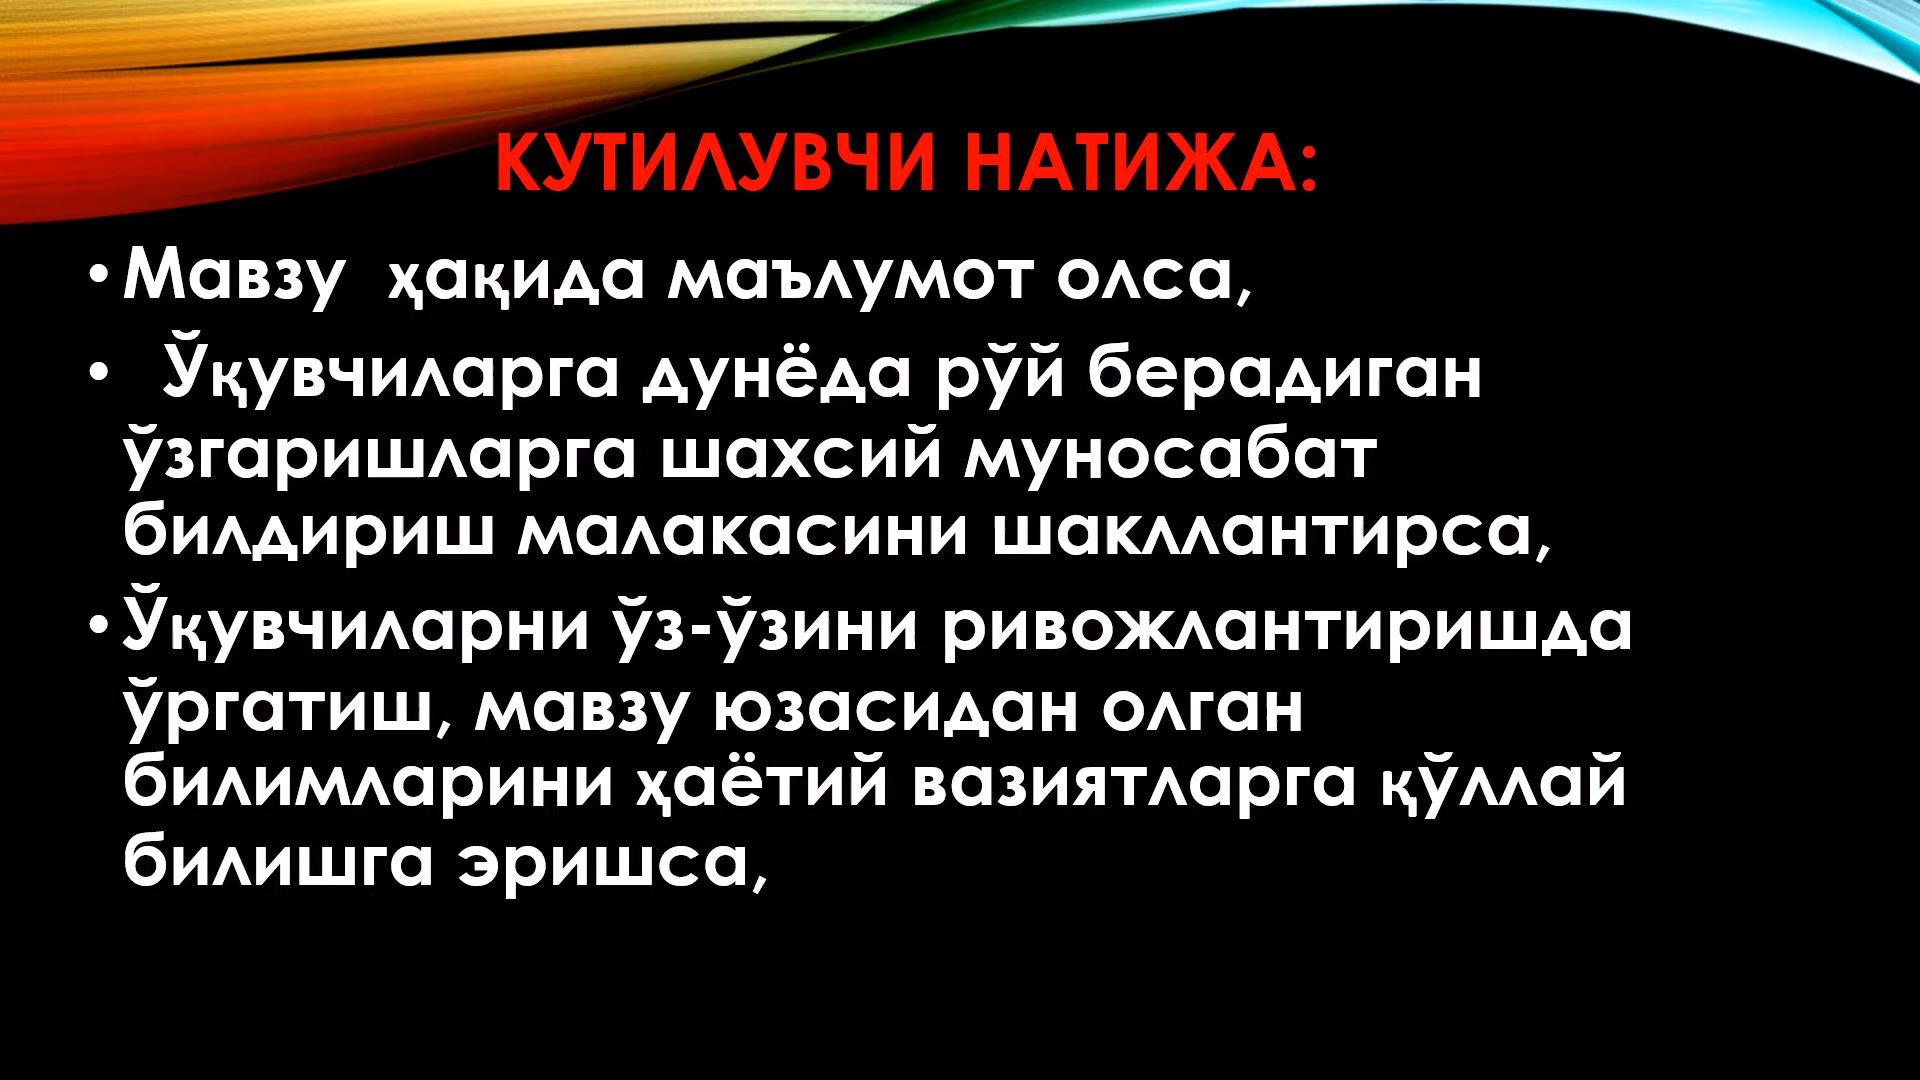 КУТИЛУВЧИ НАТИЖА:
• Мавзу ҳақида маълумот олса,
• Ўқувчиларга дунёда рўй берадиган
ўзгаришларга шахсий муносабат
билдириш малакасини шакллантирса,
• Ўқувчиларни ўз-ўзини ривожлантиришда
ўргатиш, мавзу юзасидан олган
билимларини ҳаётий вазиятларга қўллай
билишга эришса,